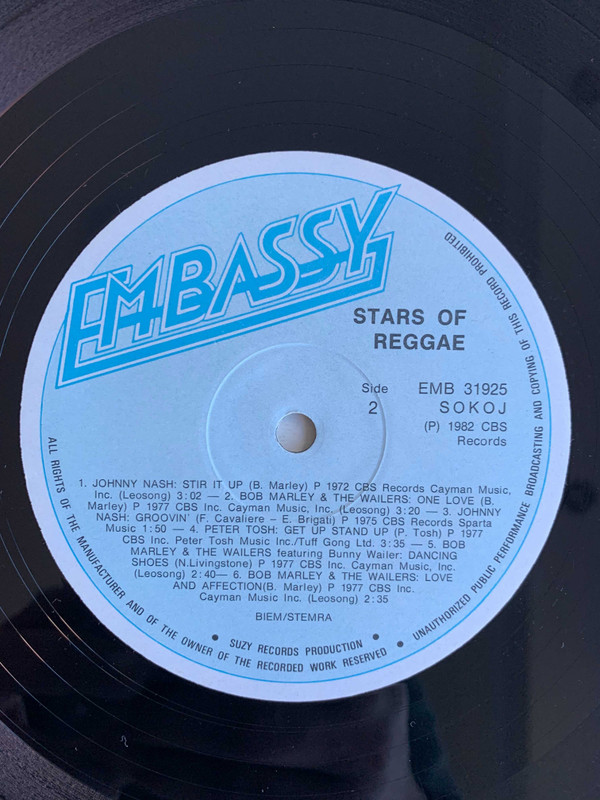 EMBASSY
STARS OF
REGGAE
Side
2
EMB 31925
SOKOJ
(P) 1982 CBS
Records
1. JOHNNY NASH: STIR IT UP (B. Marley) P 1972 CBS Records Cayman Music,
Inc. (Leosong) 3:02 — 2. BOB MARLEY & THE WAILERS: ONE LOVE (B.
Marley) P 1977 CBS Inc. Cayman Music, Inc. (Leosong) 3:20 — 3. JOHNNY
NASH: GROOVIN' (F. Cavaliere – E. Brigati) P 1975 CBS Records Sparta
Music 1:50 — 4. PETER TOSH: GET UP STAND UP (P. Tosh) P 1977
CBS Inc. Peter Tosh Music Inc./Tuff Gong Ltd. 3:35 — 5. BOB
MARLEY & THE WAILERS featuring Bunny Wailer: DANCING
SHOES (N.Livingstone) P 1977 CBS Inc. Cayman Music, Inc.
(Leosong) 2:40— 6. BOB MARLEY & THE WAILERS: LOVE
AND AFFECTION(B. Marley) P 1977 CBS Inc.
Cayman Music Inc. (Leosong) 2:35
BIEM/STEMRA
• SUZY RECORDS PRODUCTION •
ALL RIGHTS OF THE MANUFACTURER AND OF THE OWNER OF THE RECORDED WORK RESERVED • UNAUTHORIZED PUBLIC PERFORMANCE BROADCASTING AND COPYING OF THIS RECORD PROHIBITED